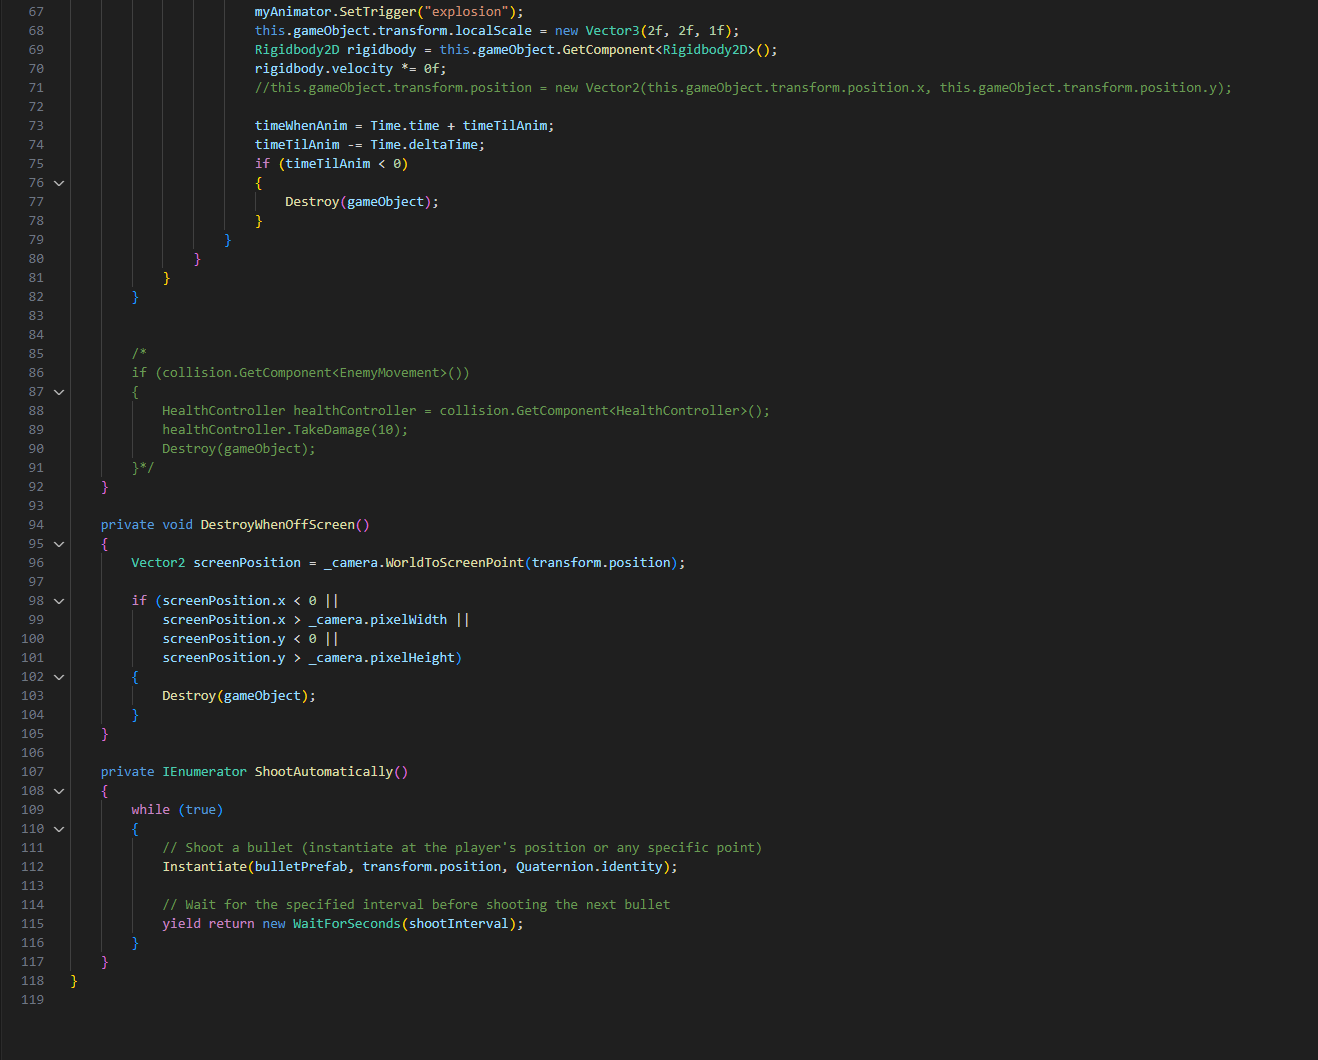 67 myAnimator.SetTrigger("explosion");
68 this.gameObject.transform.localScale = new Vector3(2f, 2f, 1f);
69 Rigidbody2D rigidbody = this.gameObject.GetComponent<Rigidbody2D>();
70 rigidbody.velocity *= 0f;
71 //this.gameObject.transform.position = new Vector2(this.gameObject.transform.position.x, this.gameObject.transform.position.y);
72
73 timeWhenAnim = Time.time + timeTilAnim;
74 timeTilAnim -= Time.deltaTime;
75 if (timeTilAnim < 0)
76 {
77 Destroy(gameObject);
78 }
79 }
80 }
81 }
82 }
83
84
85 /*
86 if (collision.GetComponent<EnemyMovement>())
87 {
88 HealthController healthController = collision.GetComponent<HealthController>();
89 healthController.TakeDamage(10);
90 Destroy(gameObject);
91 }*/
92 }
93
94 private void DestroyWhenOffScreen()
95 {
96 Vector2 screenPosition = _camera.WorldToScreenPoint(transform.position);
97
98 if (screenPosition.x < 0 ||
99 screenPosition.x > _camera.pixelWidth ||
100 screenPosition.y < 0 ||
101 screenPosition.y > _camera.pixelHeight)
102 {
103 Destroy(gameObject);
104 }
105 }
106
107 private IEnumerator ShootAutomatically()
108 {
109 while (true)
110 {
111 // Shoot a bullet (instantiate at the player's position or any specific point)
112 Instantiate(bulletPrefab, transform.position, Quaternion.identity);
113
114 // Wait for the specified interval before shooting the next bullet
115 yield return new WaitForSeconds(shootInterval);
116 }
117 }
118 }
119